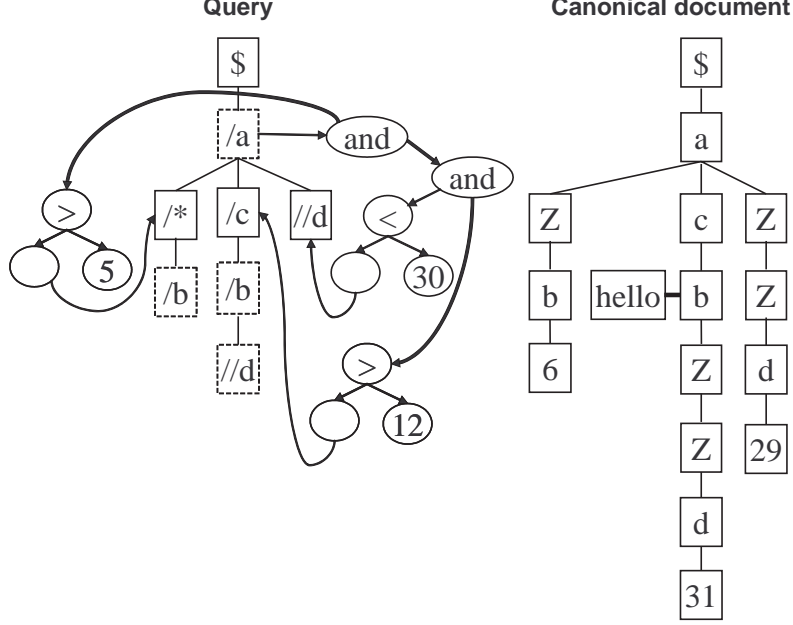 Query
Canonical document
$
/a
and
and
>
5
/*
/c
//d
<
30
/b
/b
//d
>
12
$
a
Z
c
Z
b
hello
b
Z
6
Z
d
Z
29
d
31